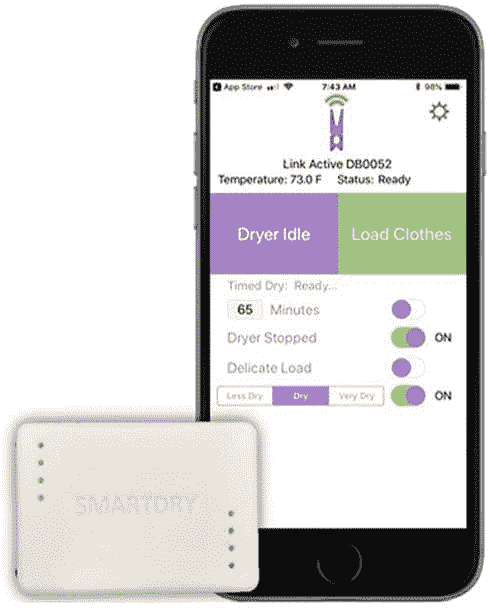 App Store 7:43 AM 98%
Link Active DB0052
Temperature: 73.0 F Status: Ready
Dryer Idle Load Clothes
Timed Dry: Ready...
65 Minutes
Dryer Stopped ON
Delicate Load
Less Dry Dry Very Dry ON
SMARTDRY